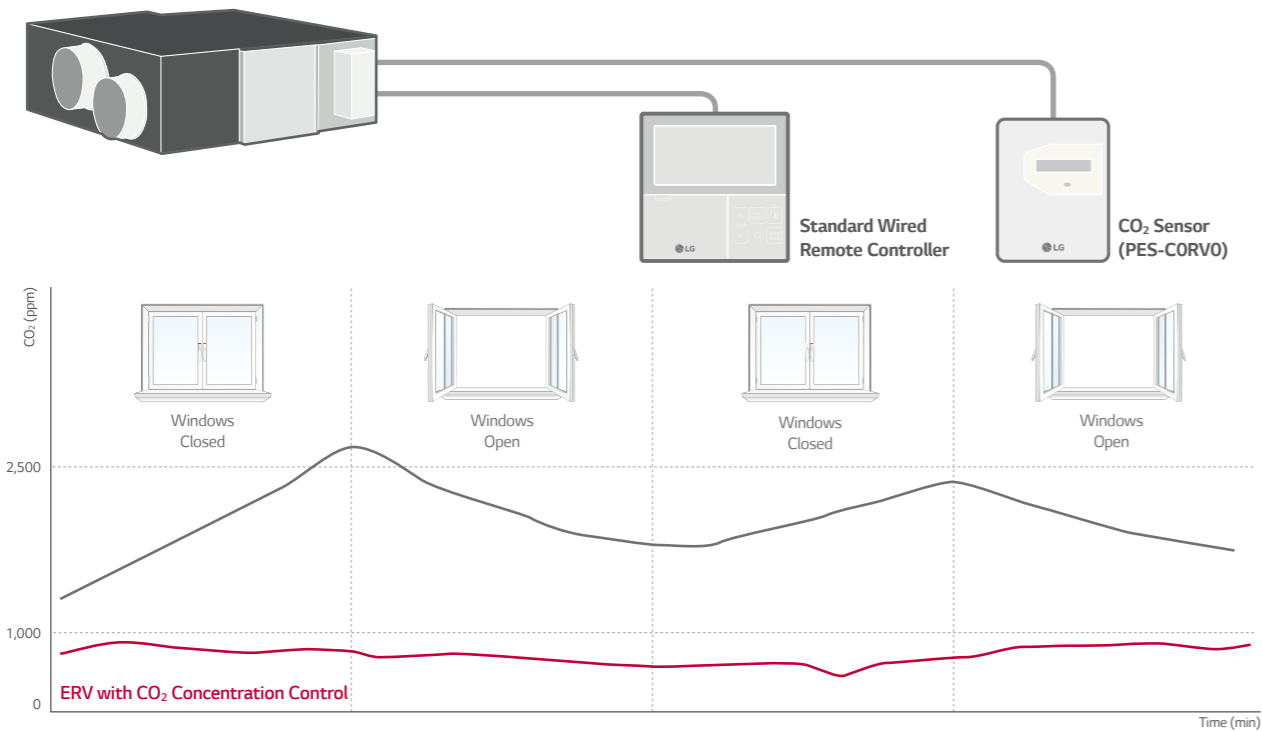 Standard Wired
Remote Controller
LG
CO₂ Sensor
(PES-C0RV0)
LG
CO₂ (ppm)
Windows
Closed
Windows
Open
Windows
Closed
Windows
Open
2,500
1,000
ERV with CO₂ Concentration Control
0
Time (min)